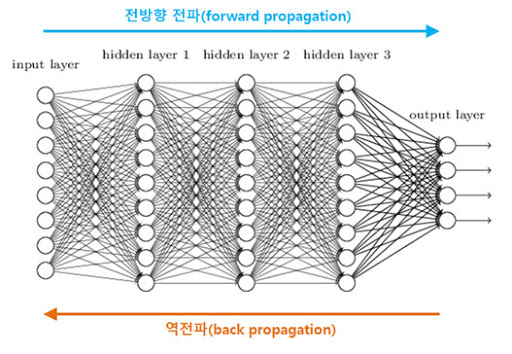 전방향 전파(forward propagation)
input layer
hidden layer 1
hidden layer 2
hidden layer 3
output layer
역전파(back propagation)